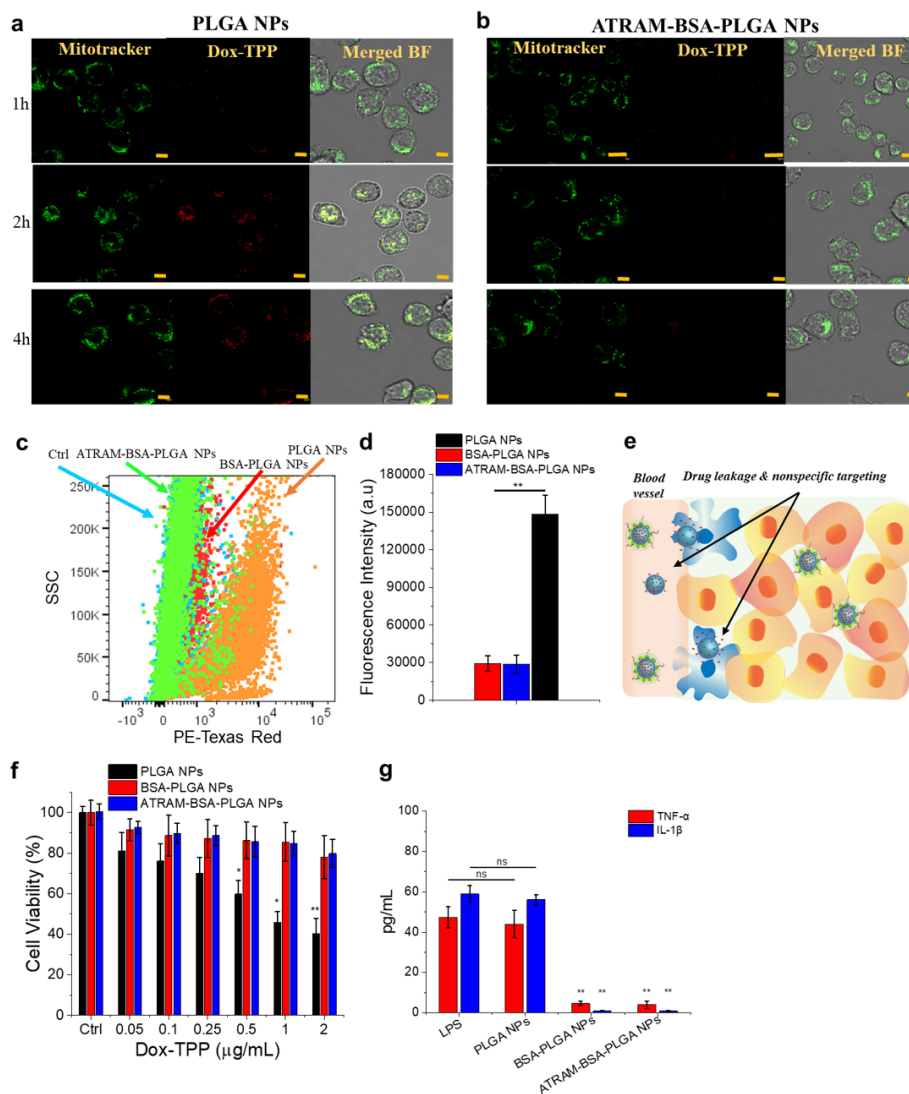 a
PLGA NPs
Mitotracker
Dox-TPP
Merged BF
1h
2h
4h
b
ATRAM-BSA-PLGA NPs
Mitotracker
Dox-TPP
Merged BF
c
Ctrl
ATRAM-BSA-PLGA NPs
BSA-PLGA NPs
PLGA NPs
250K
200K
150K
100K
50K
0
SSC
-10³ 0 10³ 10⁴ 10⁵
PE-Texas Red
d
PLGA NPs
BSA-PLGA NPs
ATRAM-BSA-PLGA NPs
**
180000
150000
120000
90000
60000
30000
0
Fluorescence Intensity (a.u)
e
Blood
vessel
Drug leakage & nonspecific targeting
f
PLGA NPs
BSA-PLGA NPs
ATRAM-BSA-PLGA NPs
100
80
60
40
20
0
Cell Viability (%)
*
*
**
Ctrl 0.05 0.1 0.25 0.5 1 2
Dox-TPP (μg/mL)
g
TNF-α
IL-1β
100
80
60
40
20
0
pg/mL
ns
ns
** ** ** **
LPS
PLGA NPs
BSA-PLGA NPs
ATRAM-BSA-PLGA NPs